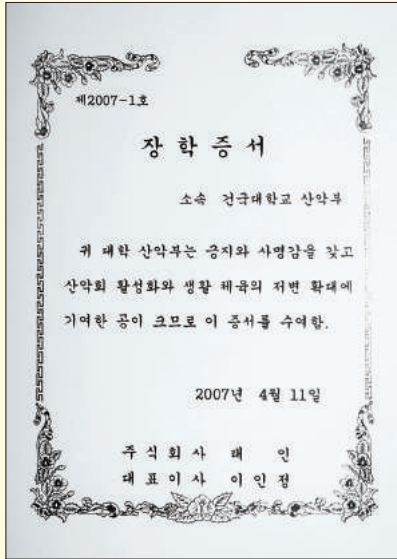 제2007-1호
장 학 증 서
소속 건국대학교 산악부
귀 대학 산악부는 긍지와 사명감을 갖고
산악회 활성화와 생활 체육의 저변 확대에
기여한 공이 크므로 이 증서를 수여함.
2007년 4월 11일
주 식 회 사 태 인
대 표 이 사 이 인 정